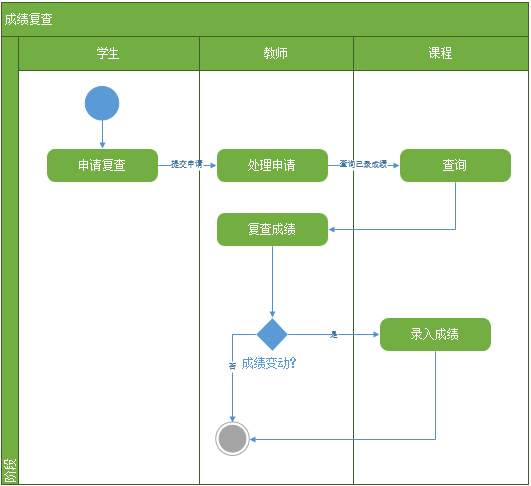 成绩复查
学生
教师
课程
申请复查
提交申请
处理申请
查询已录成绩
查询
复查成绩
是
录入成绩
成绩变动?
否
阶段